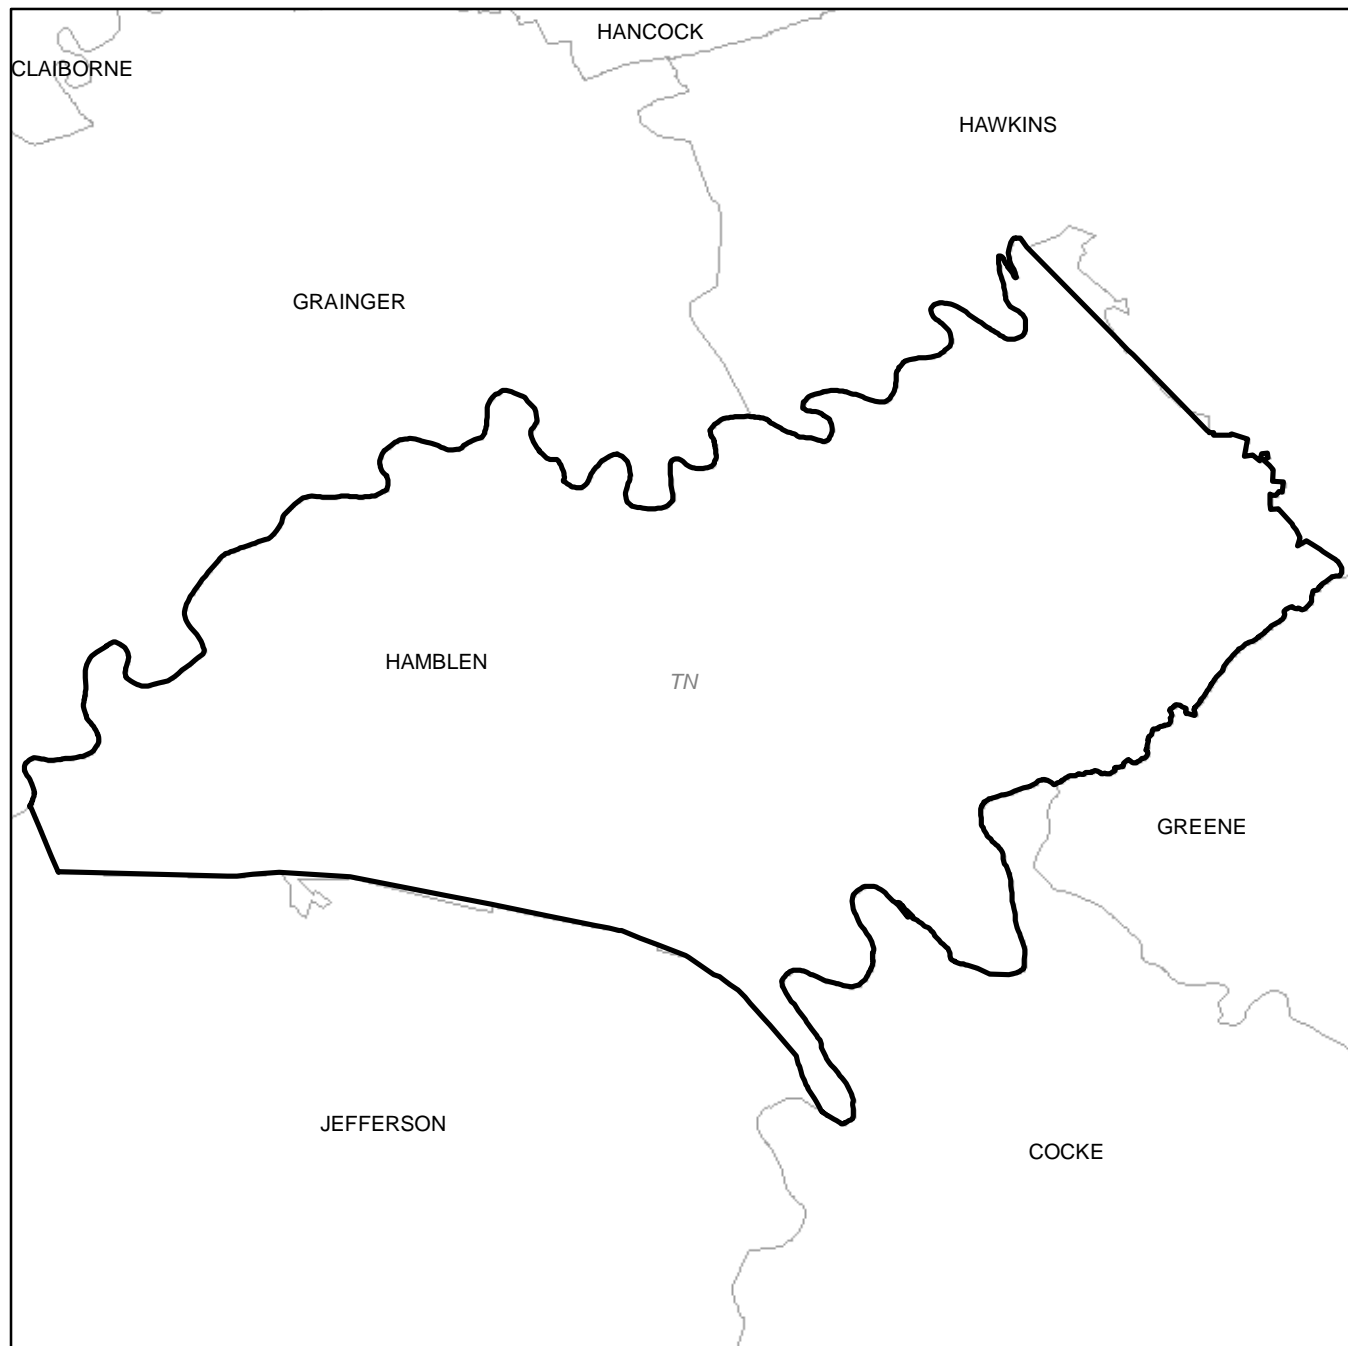 HANCOCK
CLAIBORNE
HAWKINS
GRAINGER
HAMBLEN
TN
GREENE
JEFFERSON
COCKE